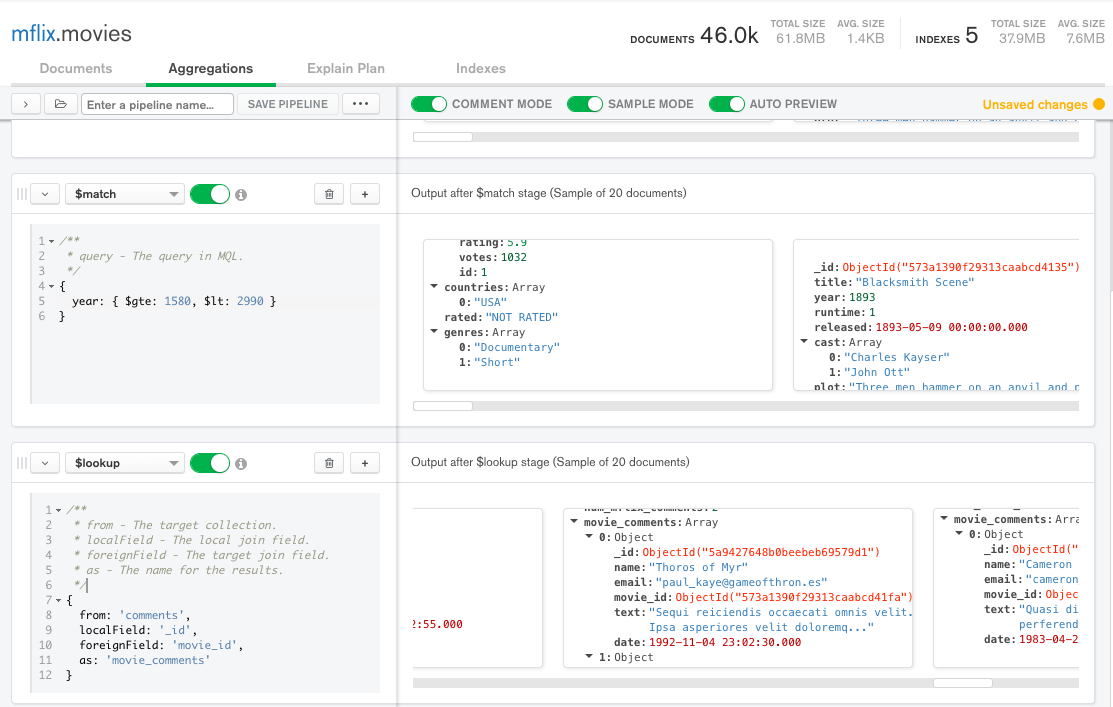 mflix.movies
DOCUMENTS 46.0k TOTAL SIZE 61.8MB AVG. SIZE 1.4KB INDEXES 5 TOTAL SIZE 37.9MB AVG. SIZE 7.6MB
Documents Aggregations Explain Plan Indexes
Enter a pipeline name... SAVE PIPELINE ••• COMMENT MODE SAMPLE MODE AUTO PREVIEW Unsaved changes
$match
Output after $match stage (Sample of 20 documents)
1 /**
2 * query - The query in MQL.
3 */
4 {
5 year: { $gte: 1580, $lt: 2990 }
6 }
rating: 5.9
votes: 1032
id: 1
countries: Array
0: "USA"
rated: "NOT RATED"
genres: Array
0: "Documentary"
1: "Short"
_id: ObjectId("573a1390f29313caabcd4135")
title: "Blacksmith Scene"
year: 1893
runtime: 1
released: 1893-05-09 00:00:00.000
cast: Array
0: "Charles Kayser"
1: "John Ott"
plot: "Three men hammer on an anvil and p
$lookup
Output after $lookup stage (Sample of 20 documents)
1 /**
2 * from - The target collection.
3 * localField - The local join field.
4 * foreignField - The target join field.
5 * as - The name for the results.
6 */
7 {
8 from: 'comments',
9 localField: '_id',
10 foreignField: 'movie_id',
11 as: 'movie_comments'
12 }
2:55.000
num_mflix_comments: 2
movie_comments: Array
0: Object
_id: ObjectId("5a9427648b0beebeb69579d1")
name: "Thoros of Myr"
email: "paul_kaye@gameofthron.es"
movie_id: ObjectId("573a1390f29313caabcd41fa")
text: "Sequi reiciendis occaecati omnis velit.
Ipsa asperiores velit doloremq..."
date: 1992-11-04 23:02:30.000
1: Object
movie_comments: Arra
0: Object
_id: ObjectId("
name: "Cameron
email: "cameron
movie_id: Objec
text: "Quasi di
perferend
date: 1983-04-2